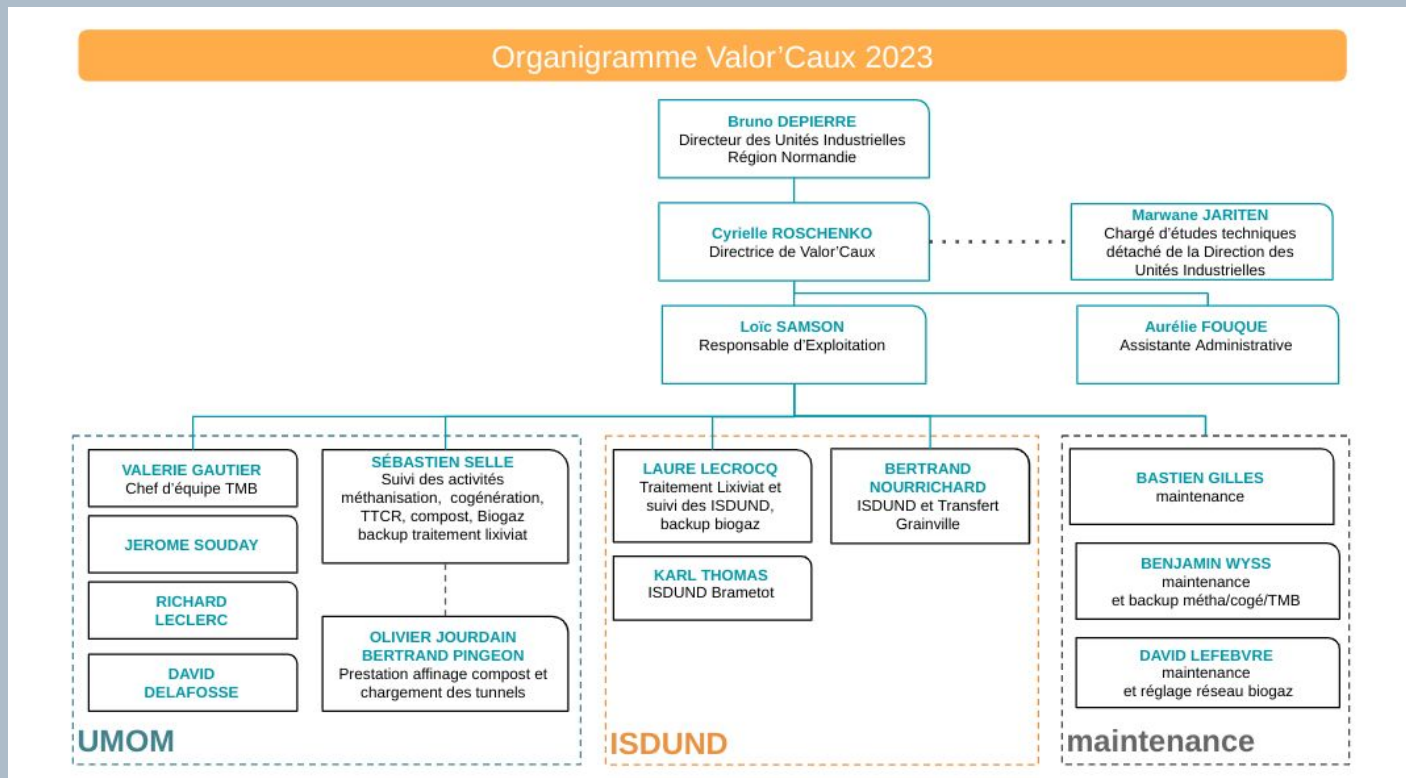 Organigramme Valor’Caux 2023
Bruno DEPIERRE
Directeur des Unités Industrielles
Région Normandie
Cyrielle ROSCHENKO
Directrice de Valor’Caux
Marwane JARITEN
Chargé d’études techniques
détaché de la Direction des
Unités Industrielles
Loïc SAMSON
Responsable d’Exploitation
Aurélie FOUQUE
Assistante Administrative
VALERIE GAUTIER
Chef d’équipe TMB
JEROME SOUDAY
RICHARD
LECLERC
DAVID
DELAFOSSE
SÉBASTIEN SELLE
Suivi des activités
méthanisation, cogénération,
TTCR, compost, Biogaz
backup traitement lixiviat
OLIVIER JOURDAIN
BERTRAND PINGEON
Prestation affinage compost et
chargement des tunnels
UMOM
LAURE LECROCQ
Traitement Lixiviat et
suivi des ISDUND,
backup biogaz
KARL THOMAS
ISDUND Brametot
BERTRAND
NOURRICHARD
ISDUND et Transfert
Grainville
ISDUND
BASTIEN GILLES
maintenance
BENJAMIN WYSS
maintenance
et backup métha/cogé/TMB
DAVID LEFEBVRE
maintenance
et réglage réseau biogaz
maintenance